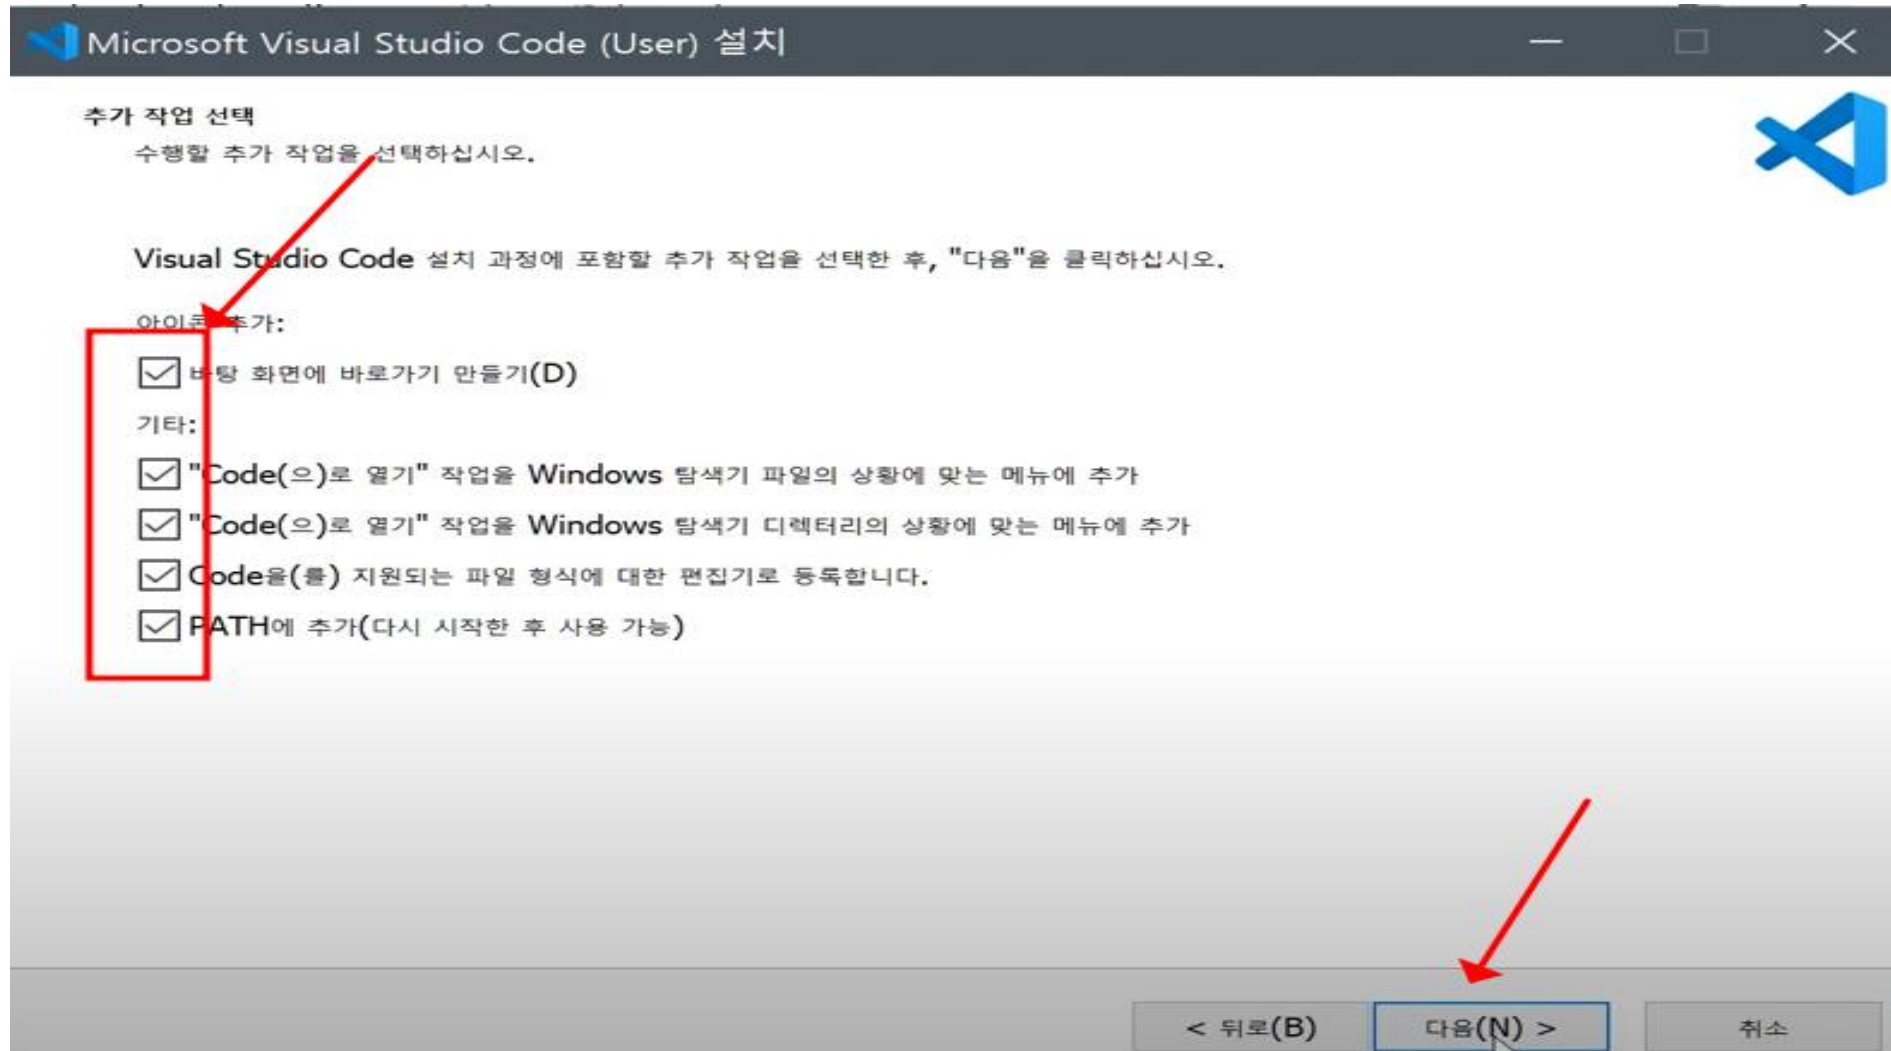 Microsoft Visual Studio Code (User) 설치
추가 작업 선택
수행할 추가 작업을 선택하십시오.
Visual Studio Code 설치 과정에 포함할 추가 작업을 선택한 후, "다음"을 클릭하십시오.
아이콘 추가:
바탕 화면에 바로가기 만들기(D)
기타:
"Code(으)로 열기" 작업을 Windows 탐색기 파일의 상황에 맞는 메뉴에 추가
"Code(으)로 열기" 작업을 Windows 탐색기 디렉터리의 상황에 맞는 메뉴에 추가
Code을(를) 지원되는 파일 형식에 대한 편집기로 등록합니다.
PATH에 추가(다시 시작한 후 사용 가능)
< 뒤로(B)
다음(N) >
취소